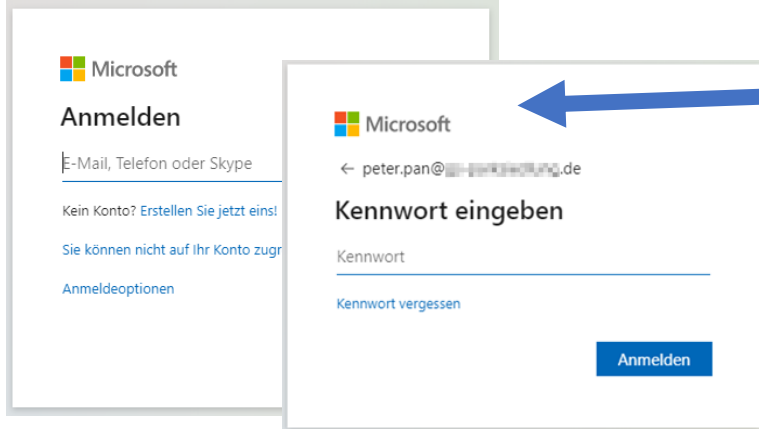 Microsoft
Anmelden
E-Mail, Telefon oder Skype
Kein Konto? Erstellen Sie jetzt eins!
Sie können nicht auf Ihr Konto zugr
Anmeldeoptionen
Microsoft
← peter.pan@ .de
Kennwort eingeben
Kennwort
Kennwort vergessen
Anmelden